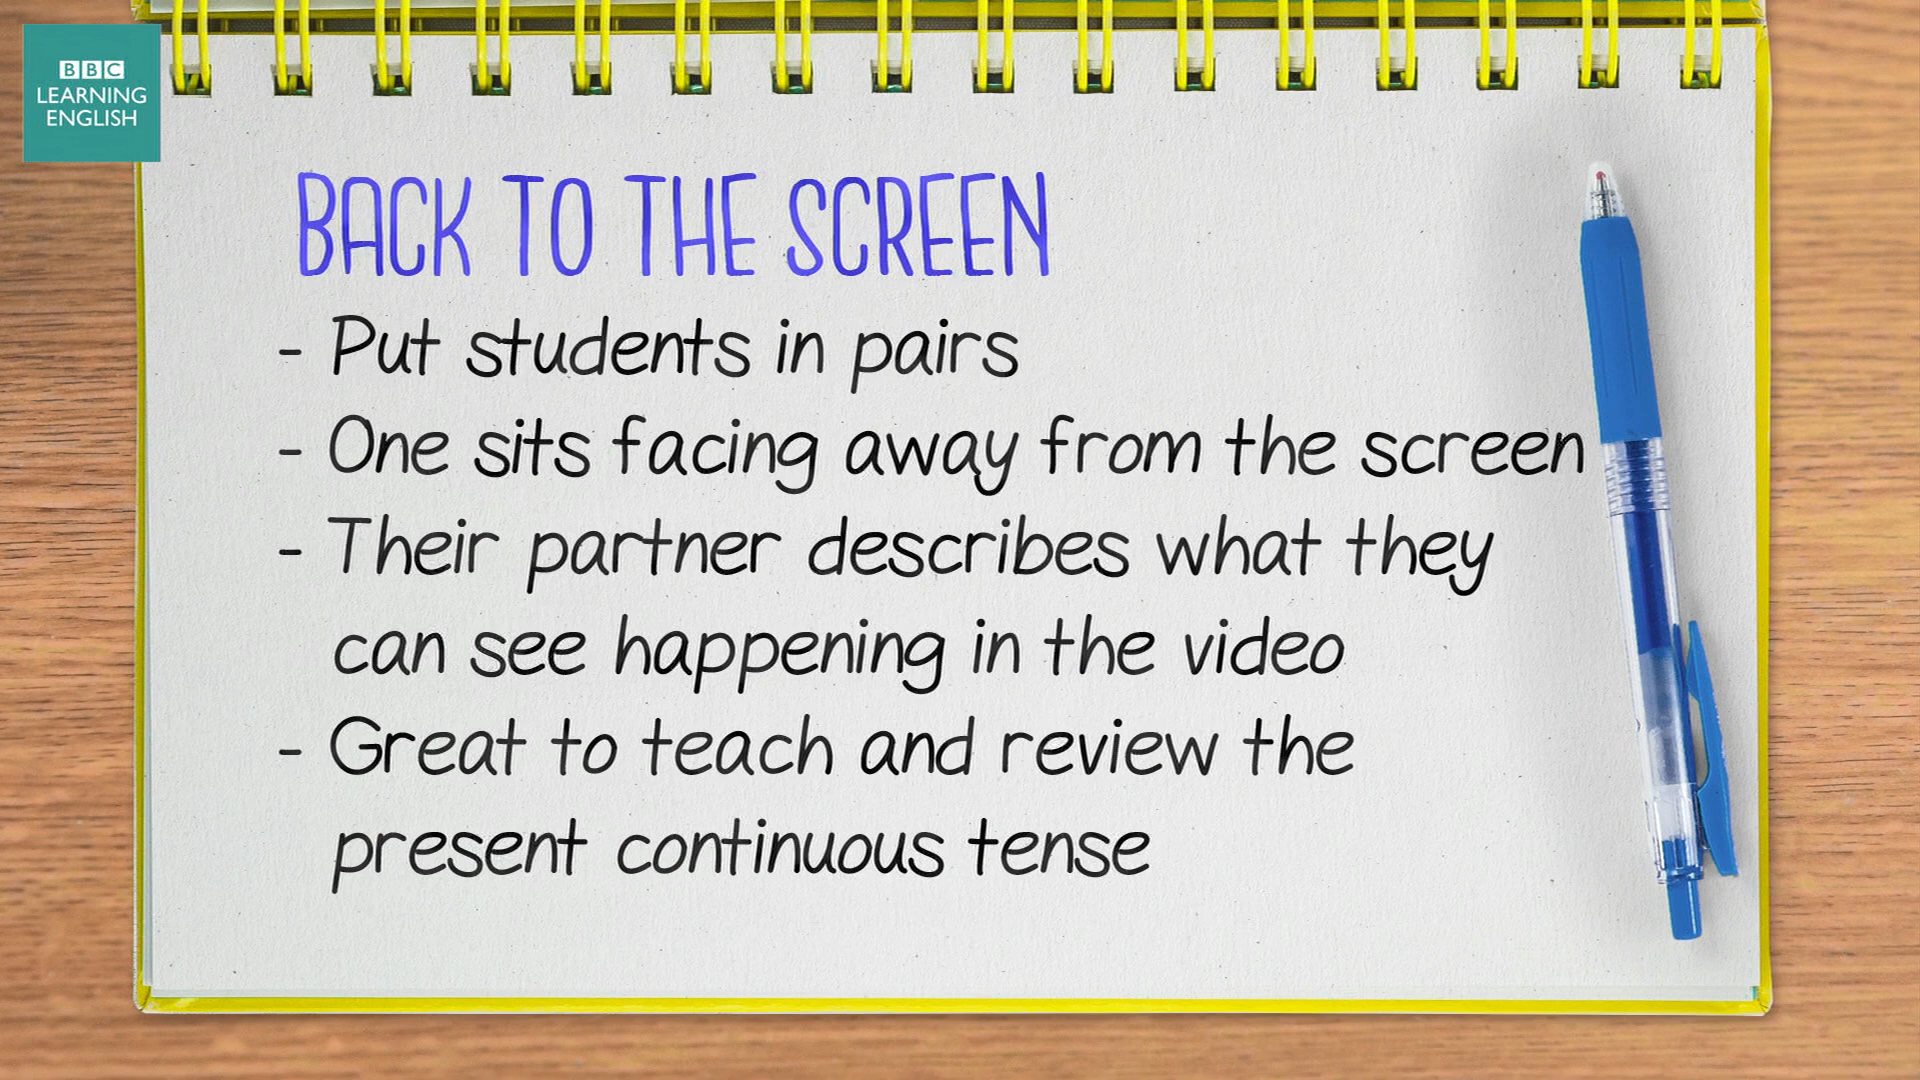 BBC
LEARNING
ENGLISH
BACK TO THE SCREEN
- Put students in pairs
- One sits facing away from the screen
- Their partner describes what they
can see happening in the video
- Great to teach and review the
present continuous tense